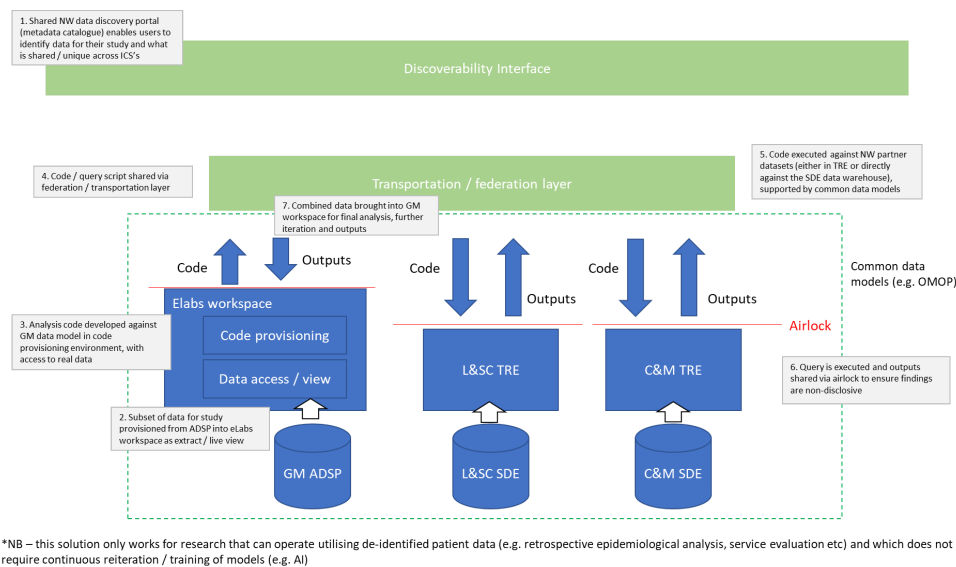 1. Shared NW data discovery portal
(metadata catalogue) enables users to
identify data for their study and what
is shared / unique across ICS's
Discoverability Interface
4. Code / query script shared via
federation / transportation layer
Transportation / federation layer
5. Code executed against NW partner
datasets (either in TRE or directly
against the SDE data warehouse),
supported by common data models
7. Combined data brought into GM
workspace for final analysis, further
iteration and outputs
Code
Outputs
Code
Outputs
Code
Outputs
Common data
models (e.g. OMOP)
Elabs workspace
Code provisioning
Data access / view
3. Analysis code developed against
GM data model in code
provisioning environment, with
access to real data
Airlock
L&SC TRE
C&M TRE
6. Query is executed and outputs
shared via airlock to ensure findings
are non-disclosive
2. Subset of data for study
provisioned from ADSP into eLabs
workspace as extract / live view
GM ADSP
L&SC SDE
C&M SDE
*NB – this solution only works for research that can operate utilising de-identified patient data (e.g. retrospective epidemiological analysis, service evaluation etc) and which does not
require continuous reiteration / training of models (e.g. AI)